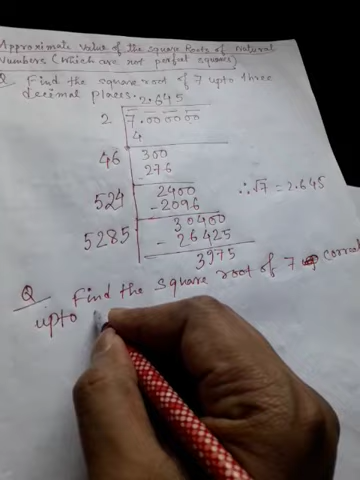 Approximate Value of the square Roots of Natural
Numbers (Which are not perfect squares)
Q Find the square root of 7 upto three
decimal places.
2.645
2 7.00 00 00
4
46 300
- 276
524 2400
- 2096
5285 30400
- 26425
3975
∴ √7 = 2.645
Q Find the square root of 7
upto